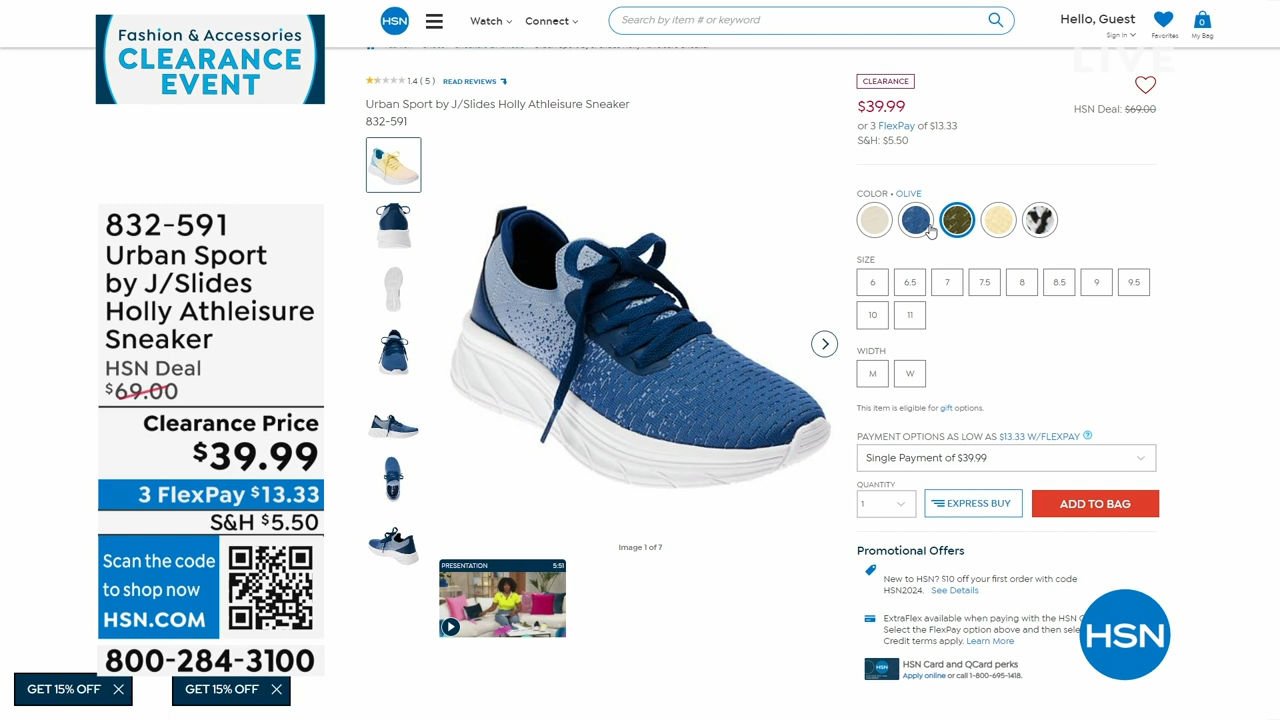 Fashion & Accessories
CLEARANCE
EVENT
HSN
Watch
Connect
Search by item # or keyword
Hello, Guest
Sign In
Favorites
0
My Bag
LIVE
1.4 ( 5 )
READ REVIEWS
Urban Sport by J/Slides Holly Athleisure Sneaker
832-591
CLEARANCE
$39.99
HSN Deal: $69.00
or 3 FlexPay of $13.33
S&H: $5.50
COLOR • OLIVE
SIZE
6
6.5
7
7.5
8
8.5
9
9.5
10
11
WIDTH
M
W
This item is eligible for gift options.
PAYMENT OPTIONS AS LOW AS $13.33 W/FLEXPAY
Single Payment of $39.99
QUANTITY
1
EXPRESS BUY
ADD TO BAG
Image 1 of 7
PRESENTATION
5:51
Promotional Offers
New to HSN? $10 off your first order with code
HSN2024. See Details
ExtraFlex available when paying with the HSN
Select the FlexPay option above and then
Credit terms apply. Learn More
HSN
HSN Card and QCard perks
Apply online or call 1-800-695-1418.
HSN
832-591
Urban Sport
by J/Slides
Holly Athleisure
Sneaker
HSN Deal
$69.00
Clearance Price
$39.99
3 FlexPay $13.33
S&H $5.50
Scan the code
to shop now
HSN.COM
800-284-3100
GET 15% OFF
GET 15% OFF